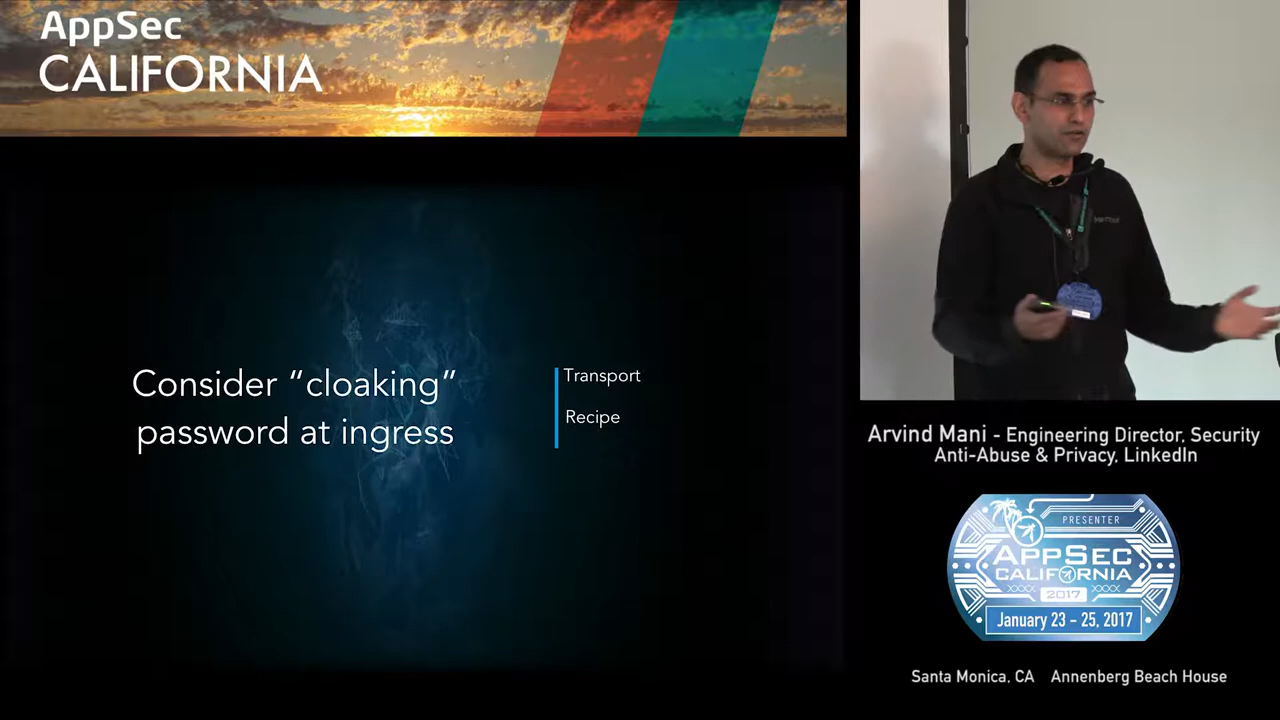 AppSec
CALIFORNIA
Consider “cloaking”
password at ingress
Transport
Recipe
Arvind Mani - Engineering Director, Security
Anti-Abuse & Privacy, LinkedIn
PRESENTER
APPSEC
CALIFORNIA
2017
January 23 - 25, 2017
Santa Monica, CA Annenberg Beach House